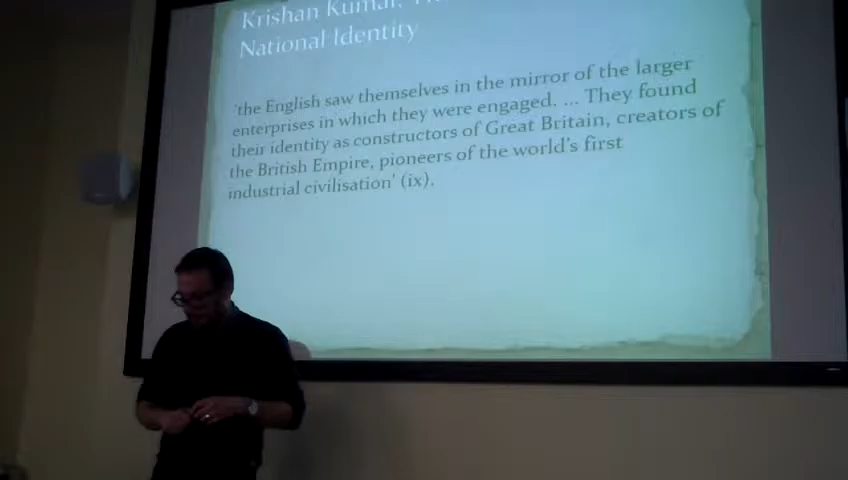 Krishan Kumar,
National Identity
'the English saw themselves in the mirror of the larger
enterprises in which they were engaged. ... They found
their identity as constructors of Great Britain, creators of
the British Empire, pioneers of the world's first
industrial civilisation' (ix).